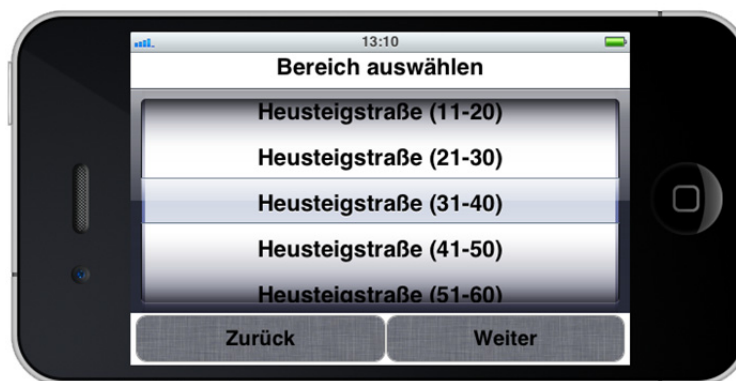 13:10
Bereich auswählen
Heusteigstraße (11-20)
Heusteigstraße (21-30)
Heusteigstraße (31-40)
Heusteigstraße (41-50)
Heusteigstraße (51-60)
Zurück Weiter